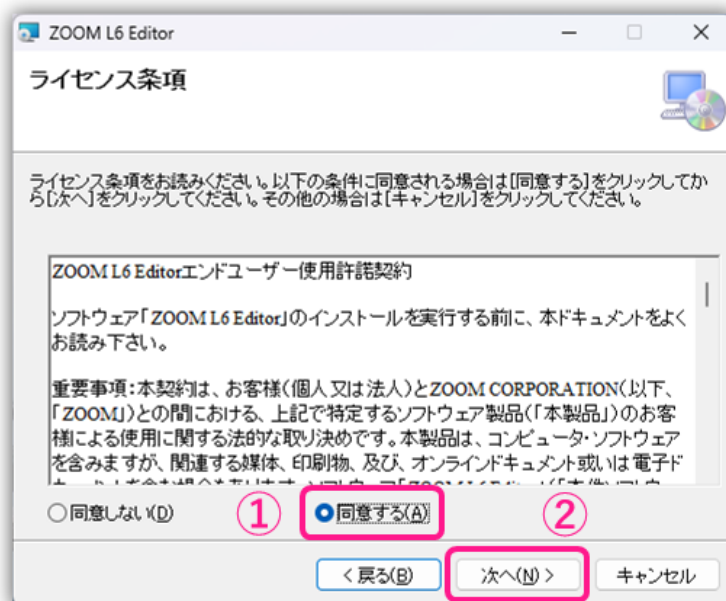 ZOOM L6 Editor
ライセンス条項
ライセンス条項をお読みください。以下の条件に同意される場合は[同意する]をクリックしてか
ら[次へ]をクリックしてください。その他の場合は[キャンセル]をクリックしてください。
ZOOM L6 Editorエンドユーザー使用許諾契約
ソフトウェア「ZOOM L6 Editor」のインストールを実行する前に、本ドキュメントをよく
お読み下さい。
重要事項：本契約は、お客様(個人又は法人)とZOOM CORPORATION(以下、
「ZOOM」)との間における、上記で特定するソフトウェア製品(「本製品」)のお客
様による使用に関する法的な取り決めです。本製品は、コンピュータ・ソフトウェア
を含みますが、関連する媒体、印刷物、及び、オンラインドキュメント或いは電子ド
同意しない(D) ① 同意する(A) ②
< 戻る(B) 次へ(N) > キャンセル